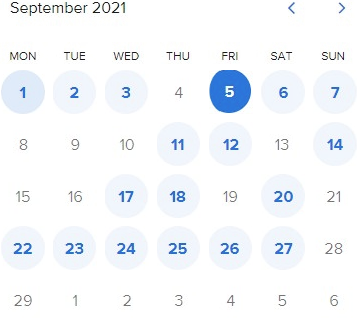 September 2021
MON TUE WED THU FRI SAT SUN
1 2 3 4 5 6 7
8 9 10 11 12 13 14
15 16 17 18 19 20 21
22 23 24 25 26 27 28
29 1 2 3 4 5 6